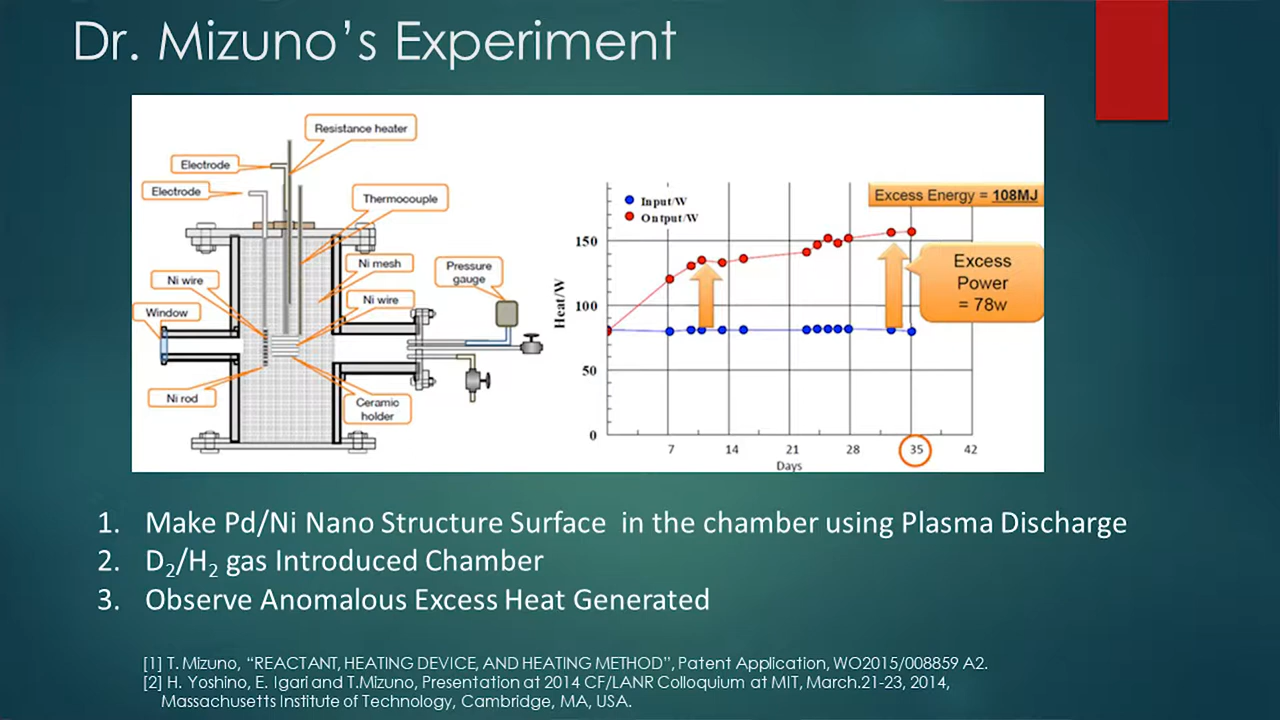 Dr. Mizuno's Experiment
Resistance heater
Electrode
Electrode
Thermocouple
Ni mesh
Pressure
gauge
Ni wire
Ni wire
Window
Ni rod
Ceramic
holder
Input/W
Output/W
Excess Energy = 108MJ
Excess
Power
= 78w
Heat/W
150
100
50
0
7 14 21 28 35 42
Days
1. Make Pd/Ni Nano Structure Surface in the chamber using Plasma Discharge
2. D₂/H₂ gas Introduced Chamber
3. Observe Anomalous Excess Heat Generated
[1] T. Mizuno, "REACTANT, HEATING DEVICE, AND HEATING METHOD", Patent Application, WO2015/008859 A2.
[2] H. Yoshino, E. Igari and T.Mizuno, Presentation at 2014 CF/LANR Colloquium at MIT, March.21-23, 2014,
Massachusetts Institute of Technology, Cambridge, MA, USA.